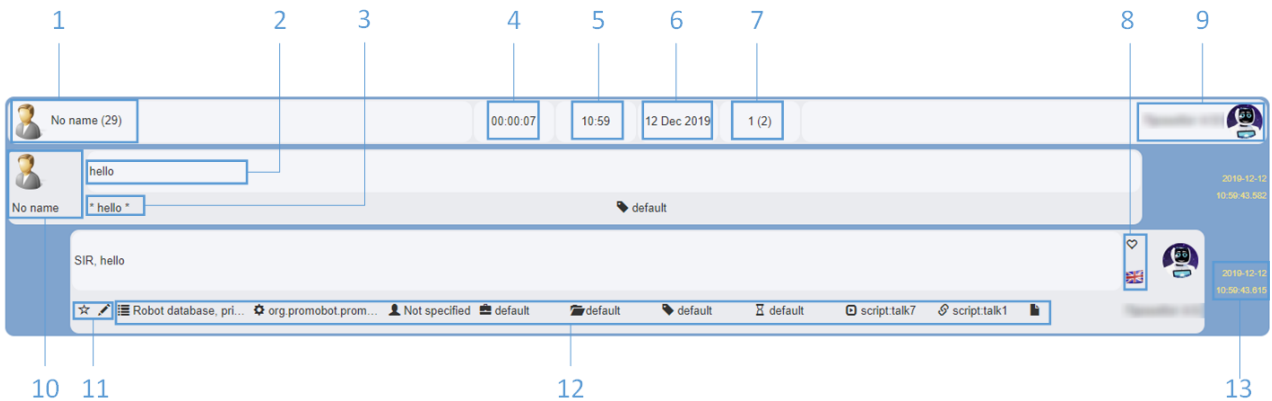 1 2 3 4 5 6 7 8 9
No name (29) 00:00:07 10:59 12 Dec 2019 1 (2)
hello
2019-12-12
10:59:43.582
No name * hello * default
SIR, hello
2019-12-12
10:59:43.615
Robot database, pri... org.promobot.prom... Not specified default default default default script:talk7 script:talk1
10 11 12 13